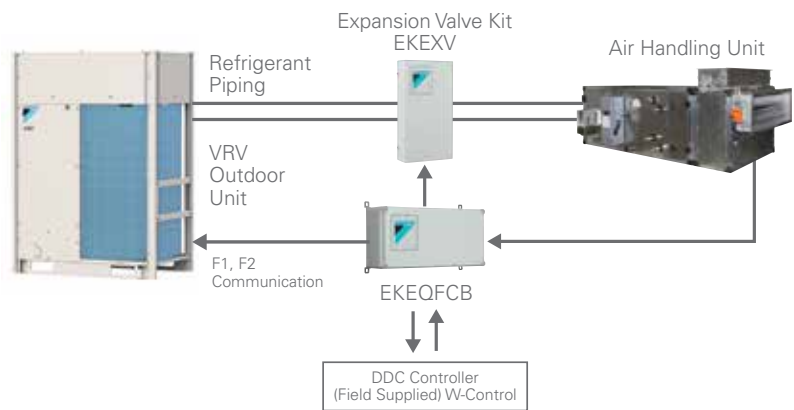 Expansion Valve Kit
EKEXV
Air Handling Unit
Refrigerant
Piping
VRV
Outdoor
Unit
F1, F2
Communication
EKEQFCB
DDC Controller
(Field Supplied) W-Control